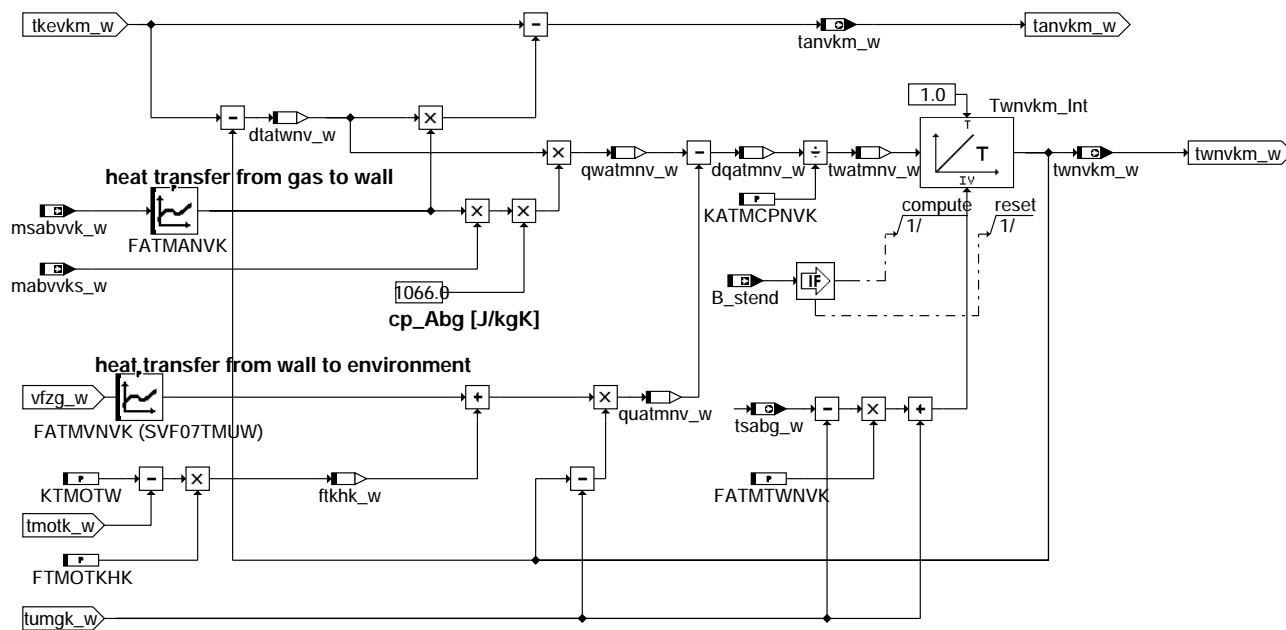 tkevkm_w
tanvkm_w
tanvkm_w
1.0
Twnvkm_Int
T
T
IV
dtatwnv_w
qwatmnv_w
dqatmnv_w
twatmnv_w
twnvkm_w
twnvkm_w
heat transfer from gas to wall
P
KATMCPNVK
compute
1/
reset
1/
msabvvk_w
P
FATMANVK
mabvvks_w
B_stend
IF
1066.0
cp_Abg [J/kgK]
heat transfer from wall to environment
P
vfzg_w
quatmnv_w
tsabg_w
FATMVNVK (SVF07TMUW)
P
KTMOTW
ftkhk_w
P
FATMTWNVK
tmotk_w
P
FTMOTKHK
tumgk_w